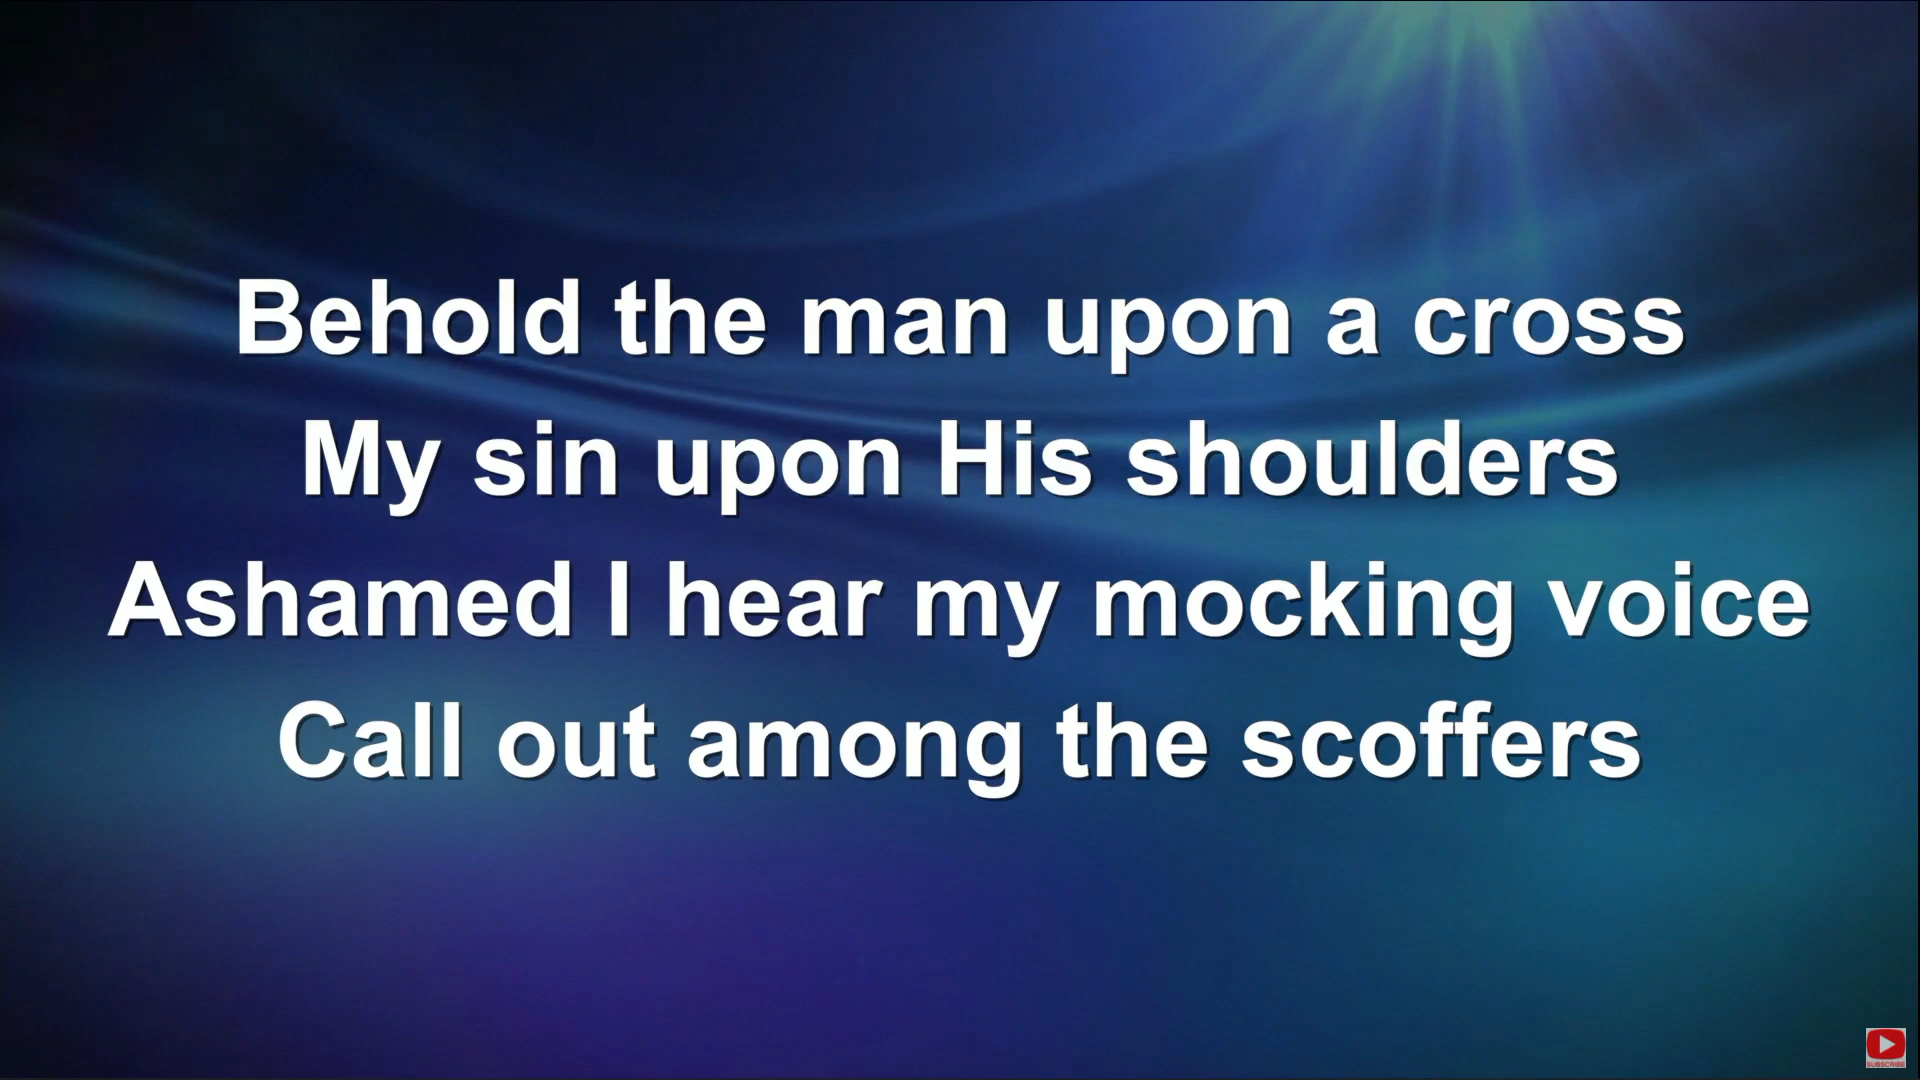 Behold the man upon a cross
My sin upon His shoulders
Ashamed I hear my mocking voice
Call out among the scoffers
SUBSCRIBE